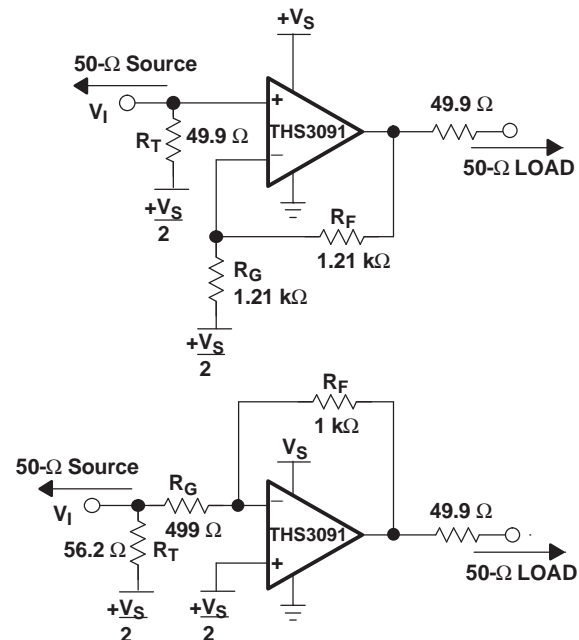 +VS
50-Ω Source
VI
+
THS3091
−
RT
49.9 Ω
+VS
2
49.9 Ω
50-Ω LOAD
RF
1.21 kΩ
RG
1.21 kΩ
+VS
2
RF
1 kΩ
VS
50-Ω Source
RG
VI
499 Ω
−
THS3091
+
49.9 Ω
56.2 Ω
RT
50-Ω LOAD
+VS
2
+VS
2